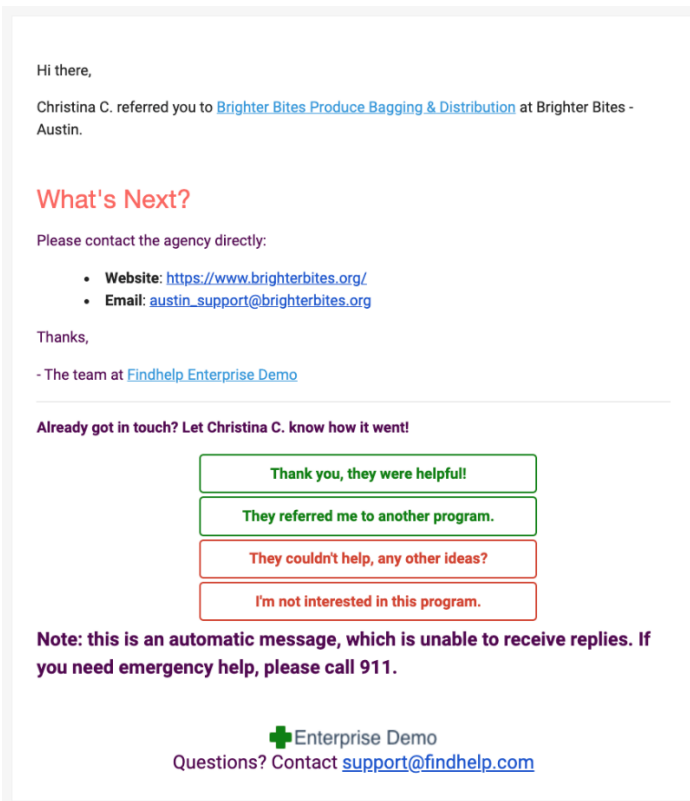 Hi there,
Christina C. referred you to Brighter Bites Produce Bagging & Distribution at Brighter Bites -
Austin.
What's Next?
Please contact the agency directly:
• Website: https://www.brighterbites.org/
• Email: austin_support@brighterbites.org
Thanks,
- The team at Findhelp Enterprise Demo
Already got in touch? Let Christina C. know how it went!
Thank you, they were helpful!
They referred me to another program.
They couldn't help, any other ideas?
I'm not interested in this program.
Note: this is an automatic message, which is unable to receive replies. If
you need emergency help, please call 911.
Enterprise Demo
Questions? Contact support@findhelp.com